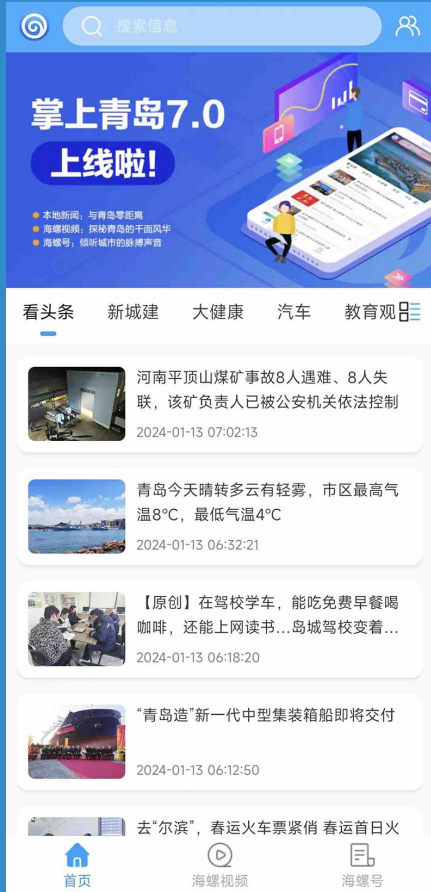 搜索信息
掌上青岛7.0
上线啦!
本地新闻：与青岛零距离
海螺视频：探秘青岛的千面风华
海螺号：倾听城市的脉搏声音
看头条 新城建 大健康 汽车 教育观
河南平顶山煤矿事故8人遇难、8人失
联，该矿负责人已被公安机关依法控制
2024-01-13 07:02:13
青岛今天晴转多云有轻雾，市区最高气
温8℃，最低气温4℃
2024-01-13 06:32:21
【原创】在驾校学车，能吃免费早餐喝
咖啡，还能上网读书...岛城驾校变着...
2024-01-13 06:18:20
“青岛造”新一代中型集装箱船即将交付
2024-01-13 06:12:50
去“尔滨”，春运火车票紧俏 春运首日火
首页 海螺视频 海螺号